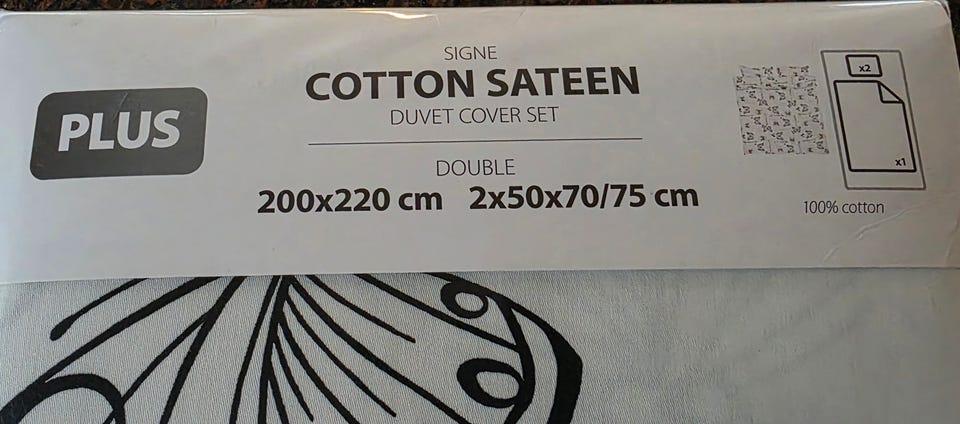 PLUS
SIGNE
COTTON SATEEN
DUVET COVER SET
DOUBLE
200x220 cm 2x50x70/75 cm
x2
x1
100% cotton